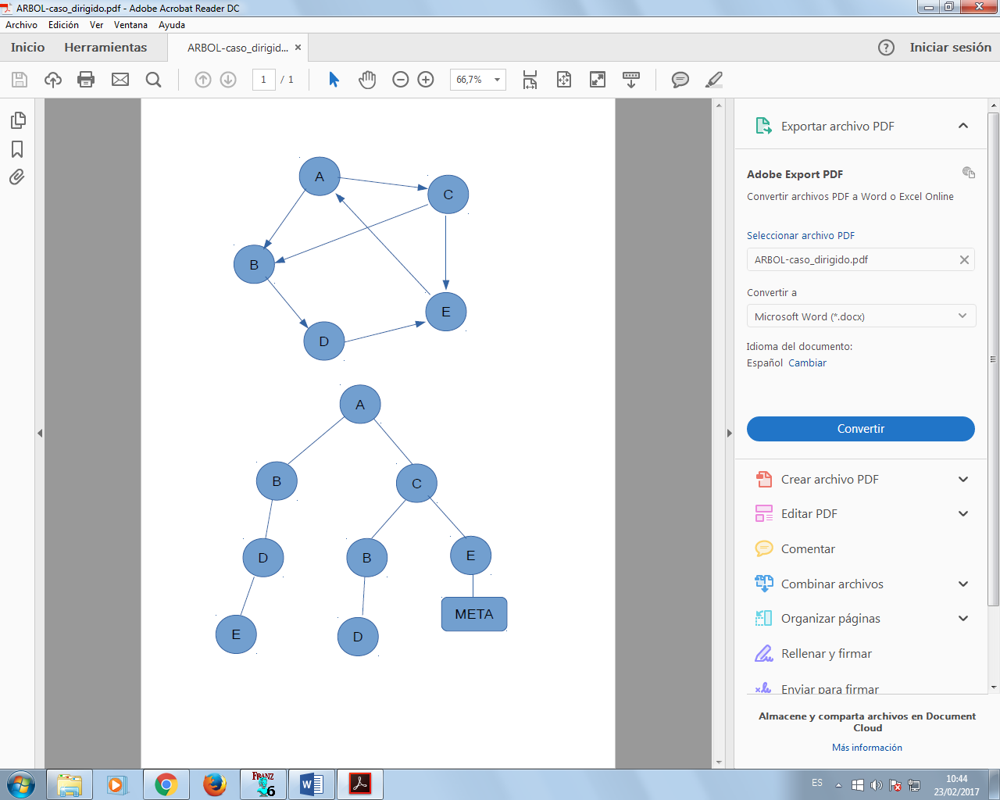 ARBOL-caso_dirigido.pdf - Adobe Acrobat Reader DC
Archivo Edición Ver Ventana Ayuda
Inicio Herramientas ARBOL-caso_dirigid... × Iniciar sesión
1 / 1 66,7%
A
C
B
E
D
A
B
C
D
B
E
META
E
D
Exportar archivo PDF
Adobe Export PDF
Convertir archivos PDF a Word o Excel Online
Seleccionar archivo PDF
ARBOL-caso_dirigido.pdf
Convertir a
Microsoft Word (*.docx)
Idioma del documento:
Español Cambiar
Convertir
Crear archivo PDF
Editar PDF
Comentar
Combinar archivos
Organizar páginas
Rellenar y firmar
Enviar para firmar
Almacene y comparta archivos en Document
Cloud
Más información
FRANZ
6
ES
10:44
23/02/2017